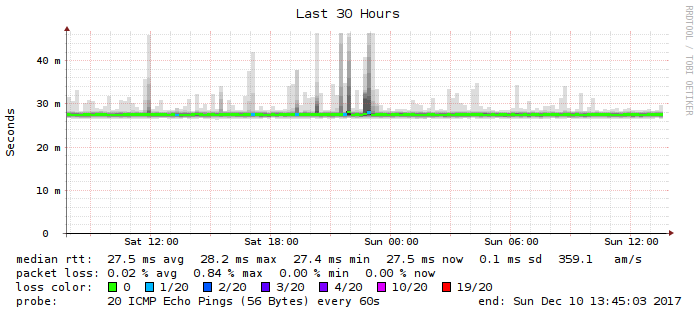 Last 30 Hours
RRDTOOL / TOBI OETIKER
Seconds
40 m
30 m
20 m
10 m
0
Sat 12:00 Sat 18:00 Sun 00:00 Sun 06:00 Sun 12:00
median rtt: 27.5 ms avg 28.2 ms max 27.4 ms min 27.5 ms now 0.1 ms sd 359.1 am/s
packet loss: 0.02 % avg 0.84 % max 0.00 % min 0.00 % now
loss color: 0 1/20 2/20 3/20 4/20 10/20 19/20
probe: 20 ICMP Echo Pings (56 Bytes) every 60s end: Sun Dec 10 13:45:03 2017